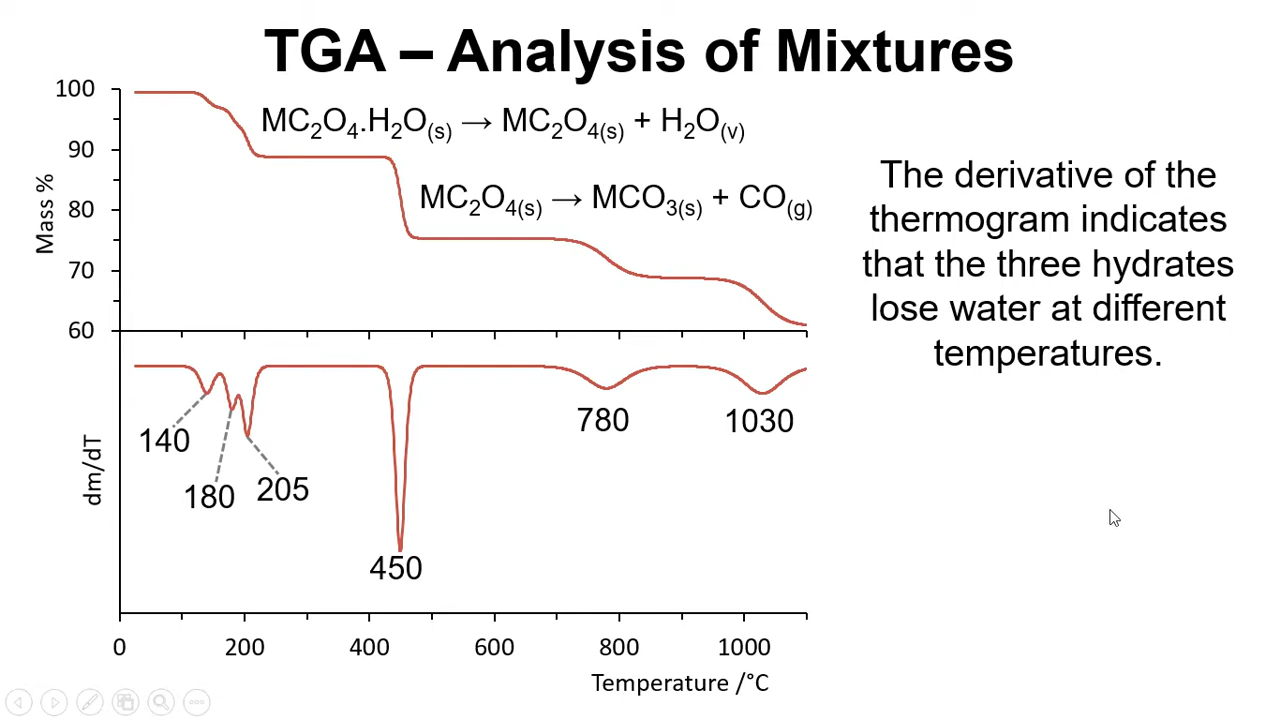 TGA – Analysis of Mixtures
100
90
80
70
60
Mass %
MC₂O₄.H₂O₍s₎ → MC₂O₄₍s₎ + H₂O₍v₎
MC₂O₄₍s₎ → MCO₃₍s₎ + CO₍g₎
The derivative of the
thermogram indicates
that the three hydrates
lose water at different
temperatures.
dm/dT
140
180
205
450
780
1030
0 200 400 600 800 1000
Temperature /°C